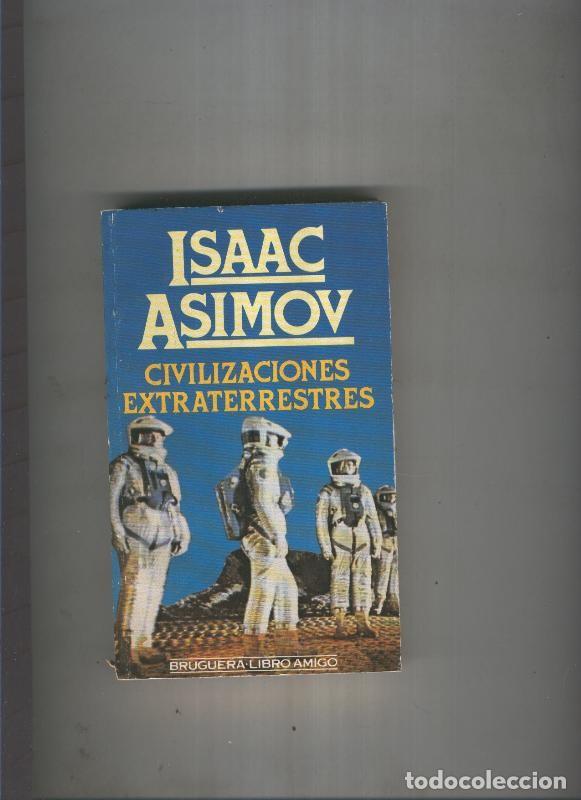 ISAAC
ASIMOV
CIVILIZACIONES
EXTRATERRESTRES
BRUGUERA·LIBRO AMIGO
todocoleccion